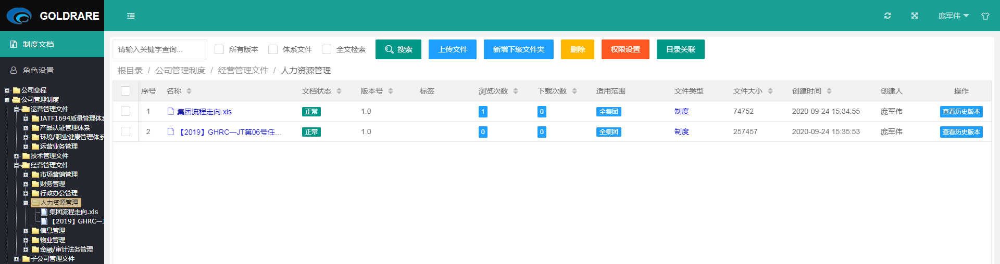 GOLDRARE
庞军伟
制度文档
角色设置
公司章程
公司管理制度
运营管理文件
IATF1694质量管理体系
产品认证管理体系
环境/职业健康管理体系
运营业务管理
技术管理文件
经营管理文件
市场营销管理
财务管理
行政办公管理
人力资源管理
集团流程走向.xls
【2019】GHRC—J
信息管理
物业管理
金融/审计法务管理
子公司管理文件
请输入关键字查询... 所有版本 体系文件 全文检索 搜索 上传文件 新增下级文件夹 删除 权限设置 目录关联
根目录 / 公司管理制度 / 经营管理文件 / 人力资源管理
序号 名称 文档状态 版本号 标签 浏览次数 下载次数 适用范围 文件类型 文件大小 创建时间 创建人 操作
1 集团流程走向.xls 正常 1.0 1 0 全集团 制度 74752 2020-09-24 15:34:55 庞军伟 查看历史版本
2 【2019】GHRC—JT第06号任... 正常 1.0 0 0 全集团 制度 257457 2020-09-24 15:35:53 庞军伟 查看历史版本